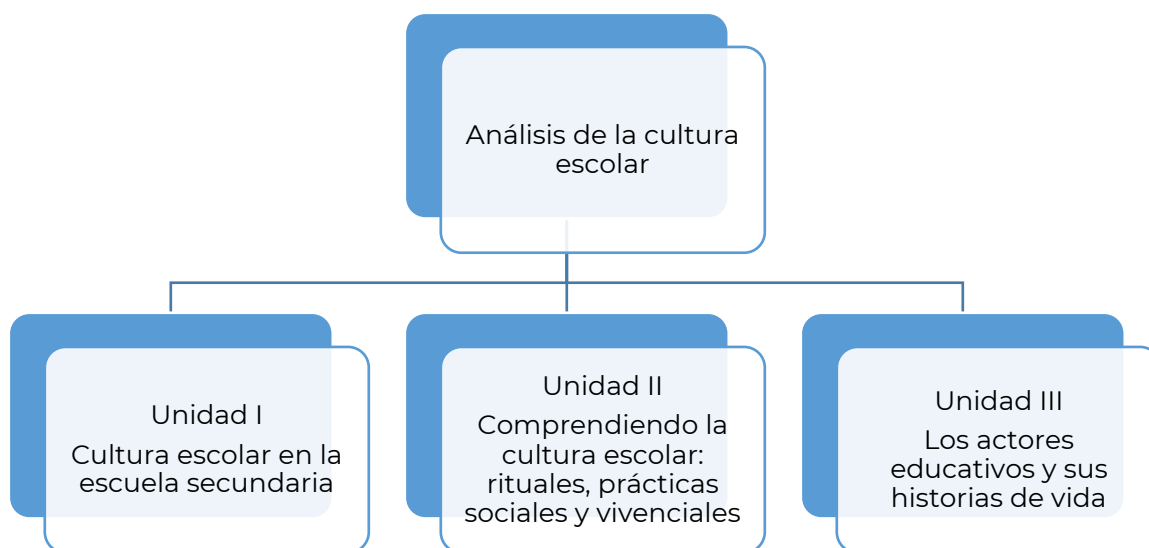 Análisis de la cultura
escolar
Unidad I
Cultura escolar en la
escuela secundaria
Unidad II
Comprendiendo la
cultura escolar:
rituales, prácticas
sociales y vivenciales
Unidad III
Los actores
educativos y sus
historias de vida